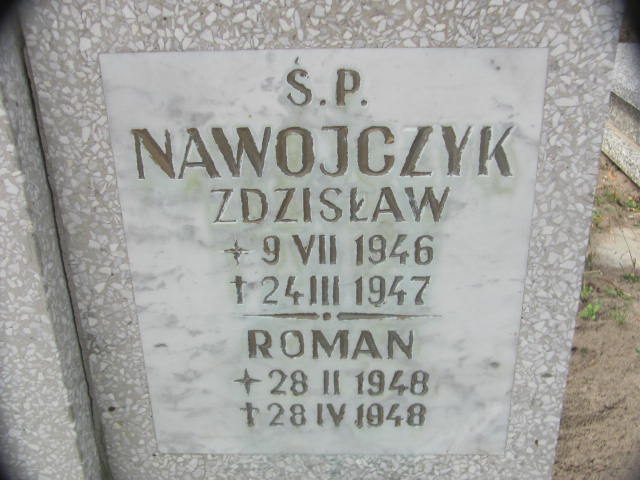 Ś.P.
NAWOJCZYK
ZDZISŁAW
✦ 9 VII 1946
† 24 III 1947
ROMAN
✦ 28 II 1948
† 28 IV 1948